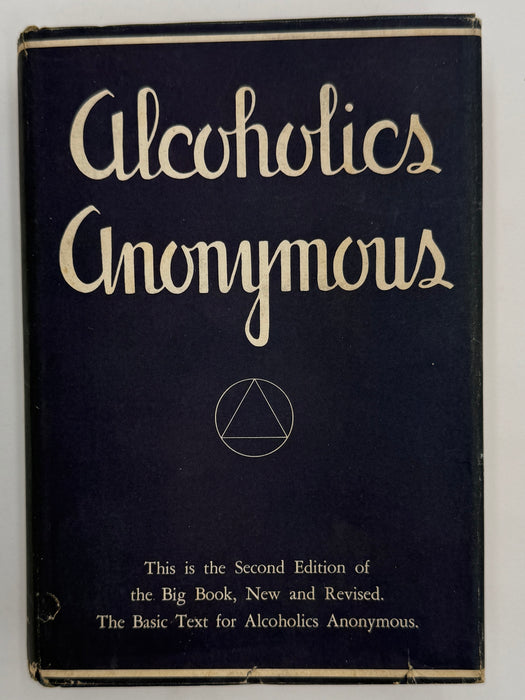 Alcoholics
Anonymous
This is the Second Edition of
the Big Book, New and Revised.
The Basic Text for Alcoholics Anonymous.